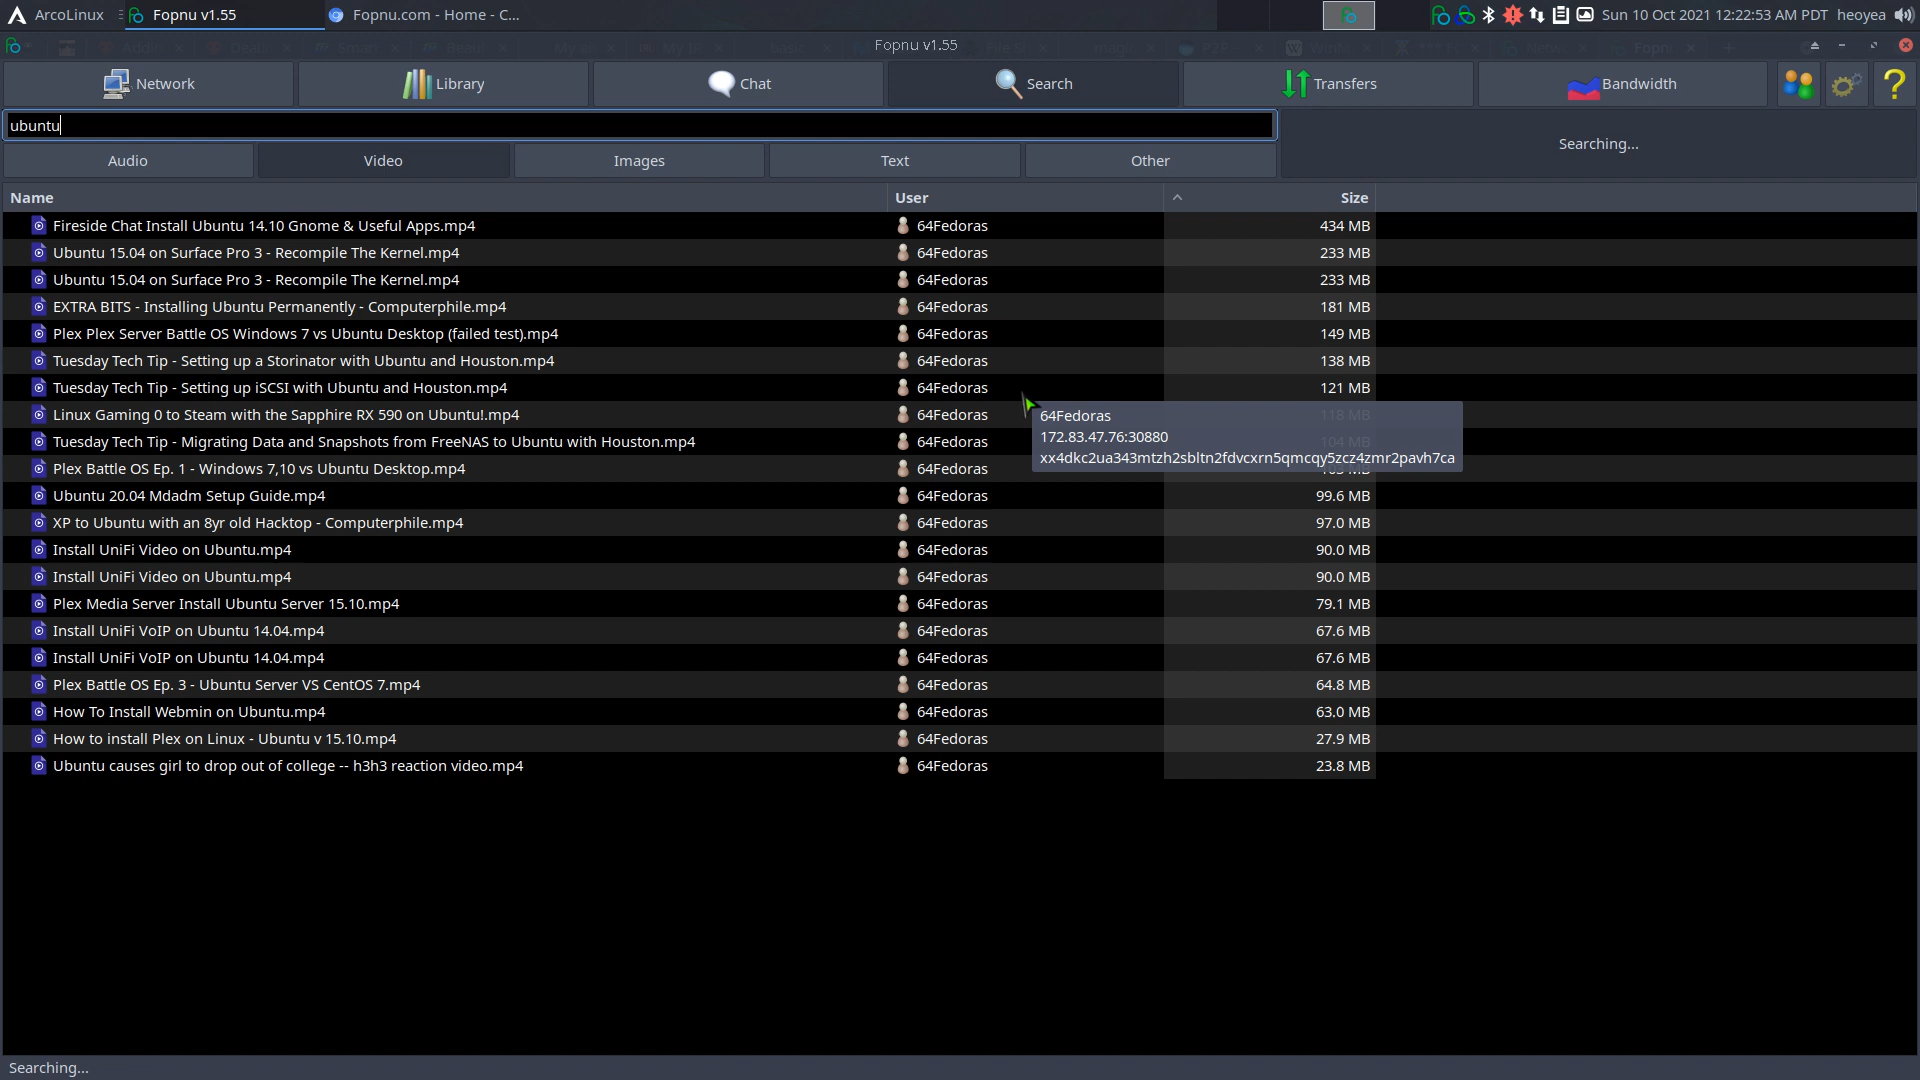 ArcoLinux Fopnu v1.55 Fopnu.com - Home - C... Sun 10 Oct 2021 12:22:53 AM PDT heoyea
Fopnu v1.55
Network Library Chat Search Transfers Bandwidth
ubuntu
Searching...
Audio Video Images Text Other
Name User Size
Fireside Chat Install Ubuntu 14.10 Gnome & Useful Apps.mp4 64Fedoras 434 MB
Ubuntu 15.04 on Surface Pro 3 - Recompile The Kernel.mp4 64Fedoras 233 MB
Ubuntu 15.04 on Surface Pro 3 - Recompile The Kernel.mp4 64Fedoras 233 MB
EXTRA BITS - Installing Ubuntu Permanently - Computerphile.mp4 64Fedoras 181 MB
Plex Plex Server Battle OS Windows 7 vs Ubuntu Desktop (failed test).mp4 64Fedoras 149 MB
Tuesday Tech Tip - Setting up a Storinator with Ubuntu and Houston.mp4 64Fedoras 138 MB
Tuesday Tech Tip - Setting up iSCSI with Ubuntu and Houston.mp4 64Fedoras 121 MB
Linux Gaming 0 to Steam with the Sapphire RX 590 on Ubuntu!.mp4 64Fedoras 118 MB
64Fedoras
172.83.47.76:30880
xx4dkc2ua343mtzh2sbltn2fdvcxrn5qmcqy5zcz4zmr2pavh7ca
Tuesday Tech Tip - Migrating Data and Snapshots from FreeNAS to Ubuntu with Houston.mp4 64Fedoras 104 MB
Plex Battle OS Ep. 1 - Windows 7,10 vs Ubuntu Desktop.mp4 64Fedoras
Ubuntu 20.04 Mdadm Setup Guide.mp4 64Fedoras 99.6 MB
XP to Ubuntu with an 8yr old Hacktop - Computerphile.mp4 64Fedoras 97.0 MB
Install UniFi Video on Ubuntu.mp4 64Fedoras 90.0 MB
Install UniFi Video on Ubuntu.mp4 64Fedoras 90.0 MB
Plex Media Server Install Ubuntu Server 15.10.mp4 64Fedoras 79.1 MB
Install UniFi VoIP on Ubuntu 14.04.mp4 64Fedoras 67.6 MB
Install UniFi VoIP on Ubuntu 14.04.mp4 64Fedoras 67.6 MB
Plex Battle OS Ep. 3 - Ubuntu Server VS CentOS 7.mp4 64Fedoras 64.8 MB
How To Install Webmin on Ubuntu.mp4 64Fedoras 63.0 MB
How to install Plex on Linux - Ubuntu v 15.10.mp4 64Fedoras 27.9 MB
Ubuntu causes girl to drop out of college -- h3h3 reaction video.mp4 64Fedoras 23.8 MB
Searching...